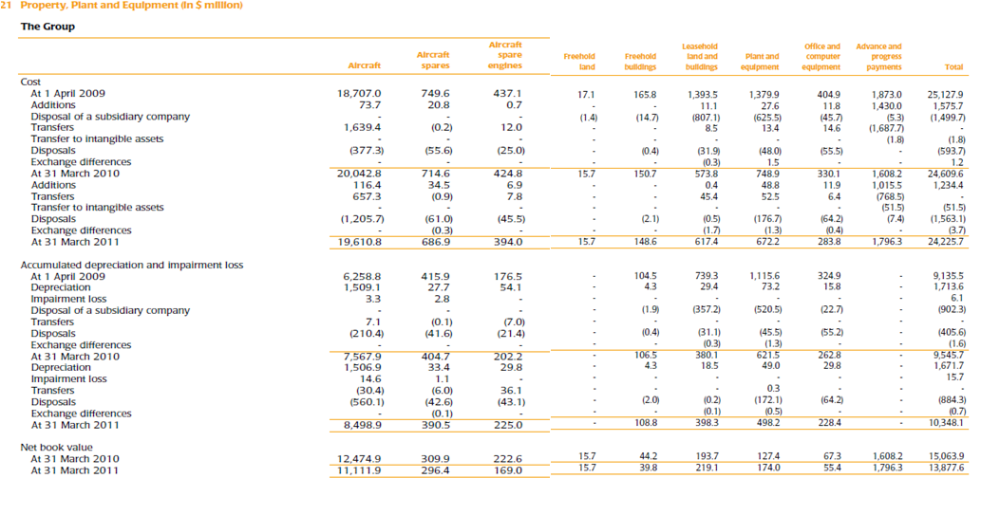 21 Property, Plant and Equipment (in $ million)
The Group
Aircraft Aircraft spares Aircraft spare engines Freehold land Freehold buildings Leasehold land and buildings Plant and equipment Office and computer equipment Advance and progress payments Total
Cost
At 1 April 2009 18,707.0 749.6 437.1 17.1 165.8 1,393.5 1,379.9 404.9 1,873.0 25,127.9
Additions 73.7 20.8 0.7 - - 11.1 27.6 11.8 1,430.0 1,575.7
Disposal of a subsidiary company - - - (1.4) (14.7) (807.1) (625.5) (45.7) (5.3) (1,499.7)
Transfers 1,639.4 (0.2) 12.0 - - 8.5 13.4 14.6 (1,687.7) -
Transfer to intangible assets - - - - - - - - (1.8) (1.8)
Disposals (377.3) (55.6) (25.0) - (0.4) (31.9) (48.0) (55.5) - (593.7)
Exchange differences - - - - - (0.3) 1.5 - - 1.2
At 31 March 2010 20,042.8 714.6 424.8 15.7 150.7 573.8 748.9 330.1 1,608.2 24,609.6
Additions 116.4 34.5 6.9 - - 0.4 48.8 11.9 1,015.5 1,234.4
Transfers 657.3 (0.9) 7.8 - - 45.4 52.5 6.4 (768.5) -
Transfer to intangible assets - - - - - - - - (51.5) (51.5)
Disposals (1,205.7) (61.0) (45.5) - (2.1) (0.5) (176.7) (64.2) (7.4) (1,563.1)
Exchange differences - (0.3) - - - (1.7) (1.3) (0.4) - (3.7)
At 31 March 2011 19,610.8 686.9 394.0 15.7 148.6 617.4 672.2 283.8 1,796.3 24,225.7
Accumulated depreciation and impairment loss
At 1 April 2009 6,258.8 415.9 176.5 - 104.5 739.3 1,115.6 324.9 - 9,135.5
Depreciation 1,509.1 27.7 54.1 - 4.3 29.4 73.2 15.8 - 1,713.6
Impairment loss 3.3 2.8 - - - - - - - 6.1
Disposal of a subsidiary company - - - - (1.9) (357.2) (520.5) (22.7) - (902.3)
Transfers 7.1 (0.1) (7.0) - - - - - - -
Disposals (210.4) (41.6) (21.4) - (0.4) (31.1) (45.5) (55.2) - (405.6)
Exchange differences - - - - - (0.3) (1.3) - - (1.6)
At 31 March 2010 7,567.9 404.7 202.2 - 106.5 380.1 621.5 262.8 - 9,545.7
Depreciation 1,506.9 33.4 29.8 - 4.3 18.5 49.0 29.8 - 1,671.7
Impairment loss 14.6 1.1 - - - - - - - 15.7
Transfers (30.4) (6.0) 36.1 - - - 0.3 - - -
Disposals (560.1) (42.6) (43.1) - (2.0) (0.2) (172.1) (64.2) - (884.3)
Exchange differences - (0.1) - - - (0.1) (0.5) - - (0.7)
At 31 March 2011 8,498.9 390.5 225.0 - 108.8 398.3 498.2 228.4 - 10,348.1
Net book value
At 31 March 2010 12,474.9 309.9 222.6 15.7 44.2 193.7 127.4 67.3 1,608.2 15,063.9
At 31 March 2011 11,111.9 296.4 169.0 15.7 39.8 219.1 174.0 55.4 1,796.3 13,877.6